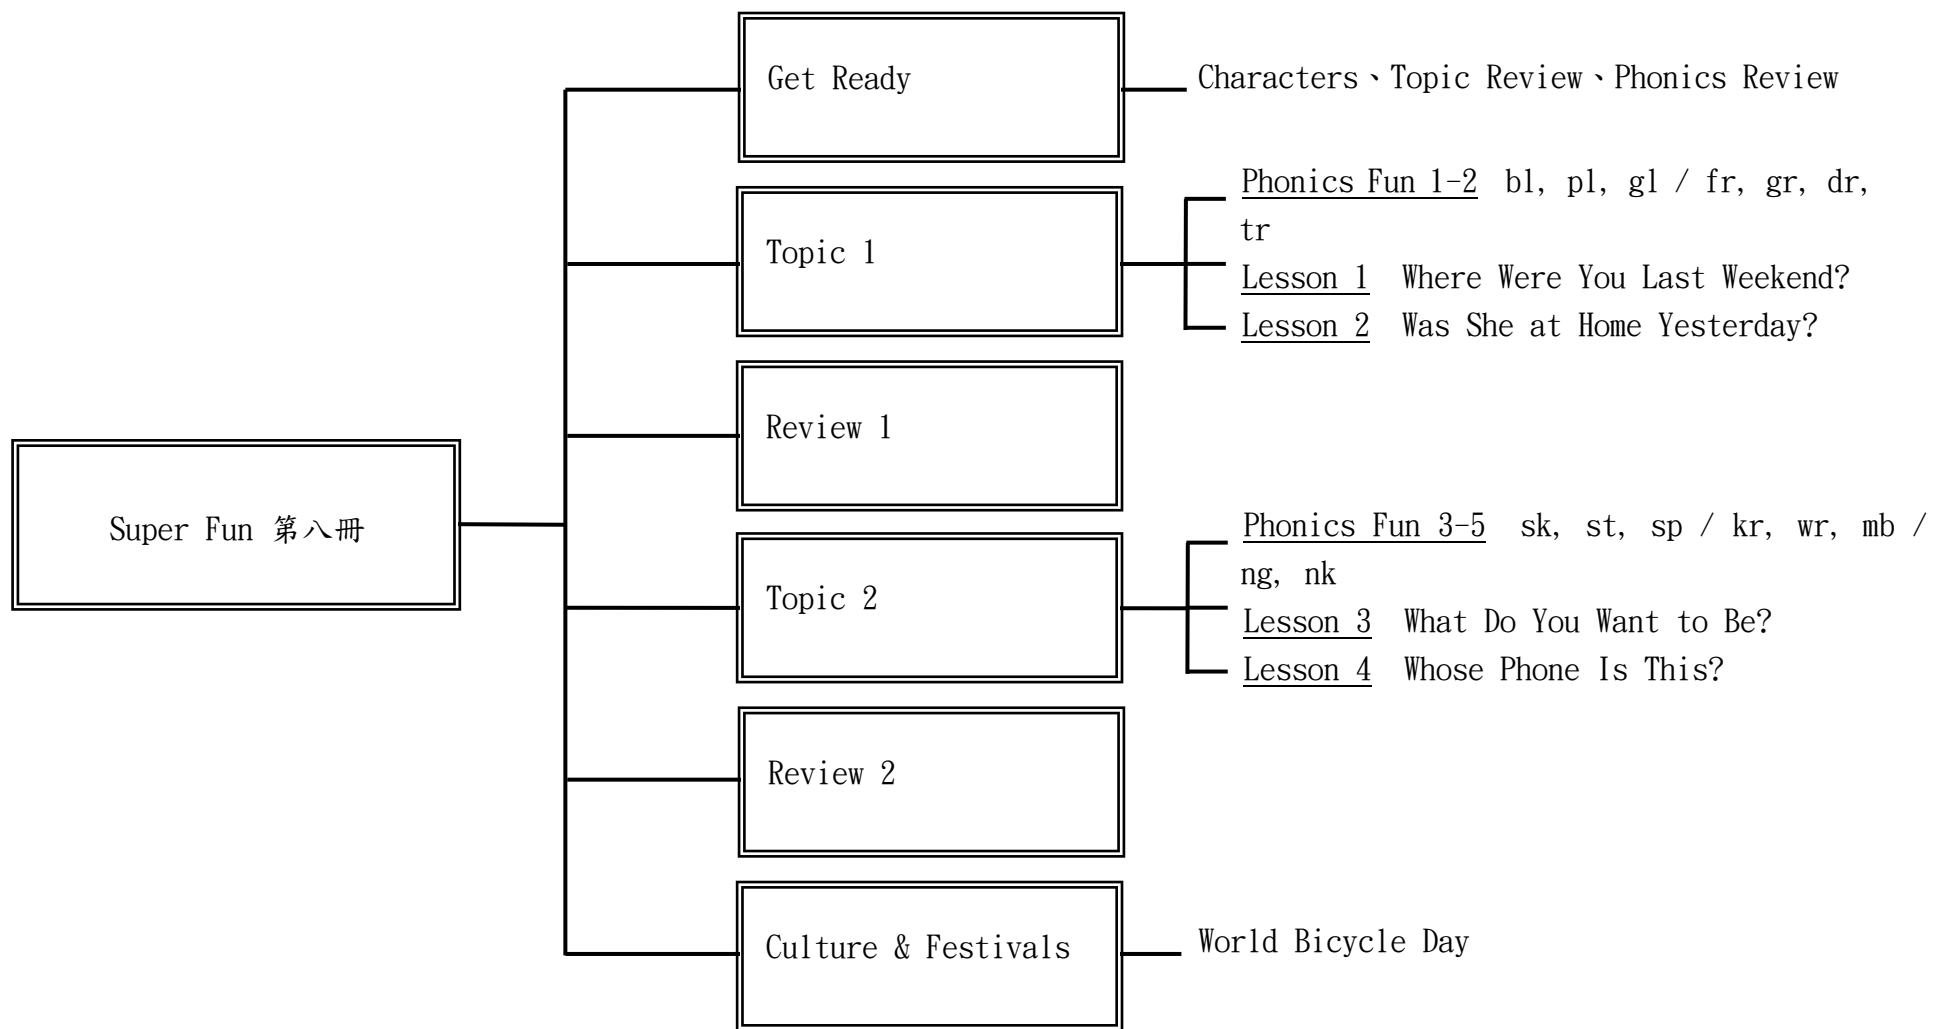 Get Ready
Characters、Topic Review、Phonics Review
Topic 1
Phonics Fun 1-2 bl, pl, gl / fr, gr, dr,
tr
Lesson 1 Where Were You Last Weekend?
Lesson 2 Was She at Home Yesterday?
Review 1
Super Fun 第八冊
Topic 2
Phonics Fun 3-5 sk, st, sp / kr, wr, mb /
ng, nk
Lesson 3 What Do You Want to Be?
Lesson 4 Whose Phone Is This?
Review 2
Culture & Festivals
World Bicycle Day